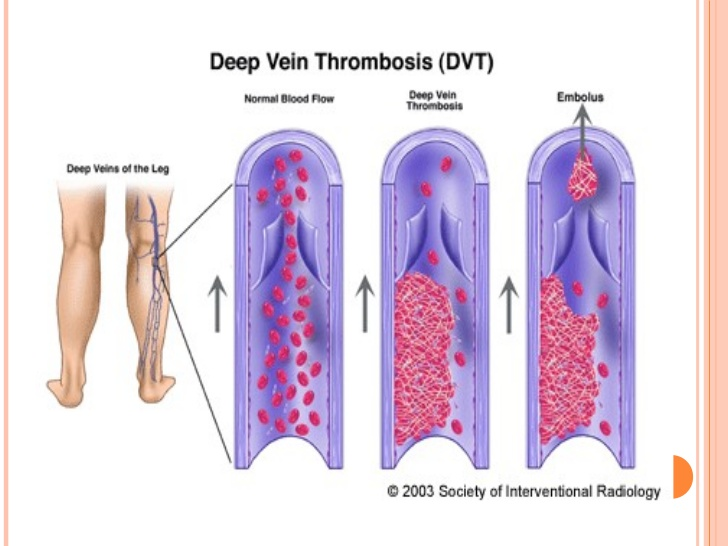 Deep Vein Thrombosis (DVT)
Normal Blood Flow
Deep Vein
Thrombosis
Embolus
Deep Veins of the Leg
© 2003 Society of Interventional Radiology